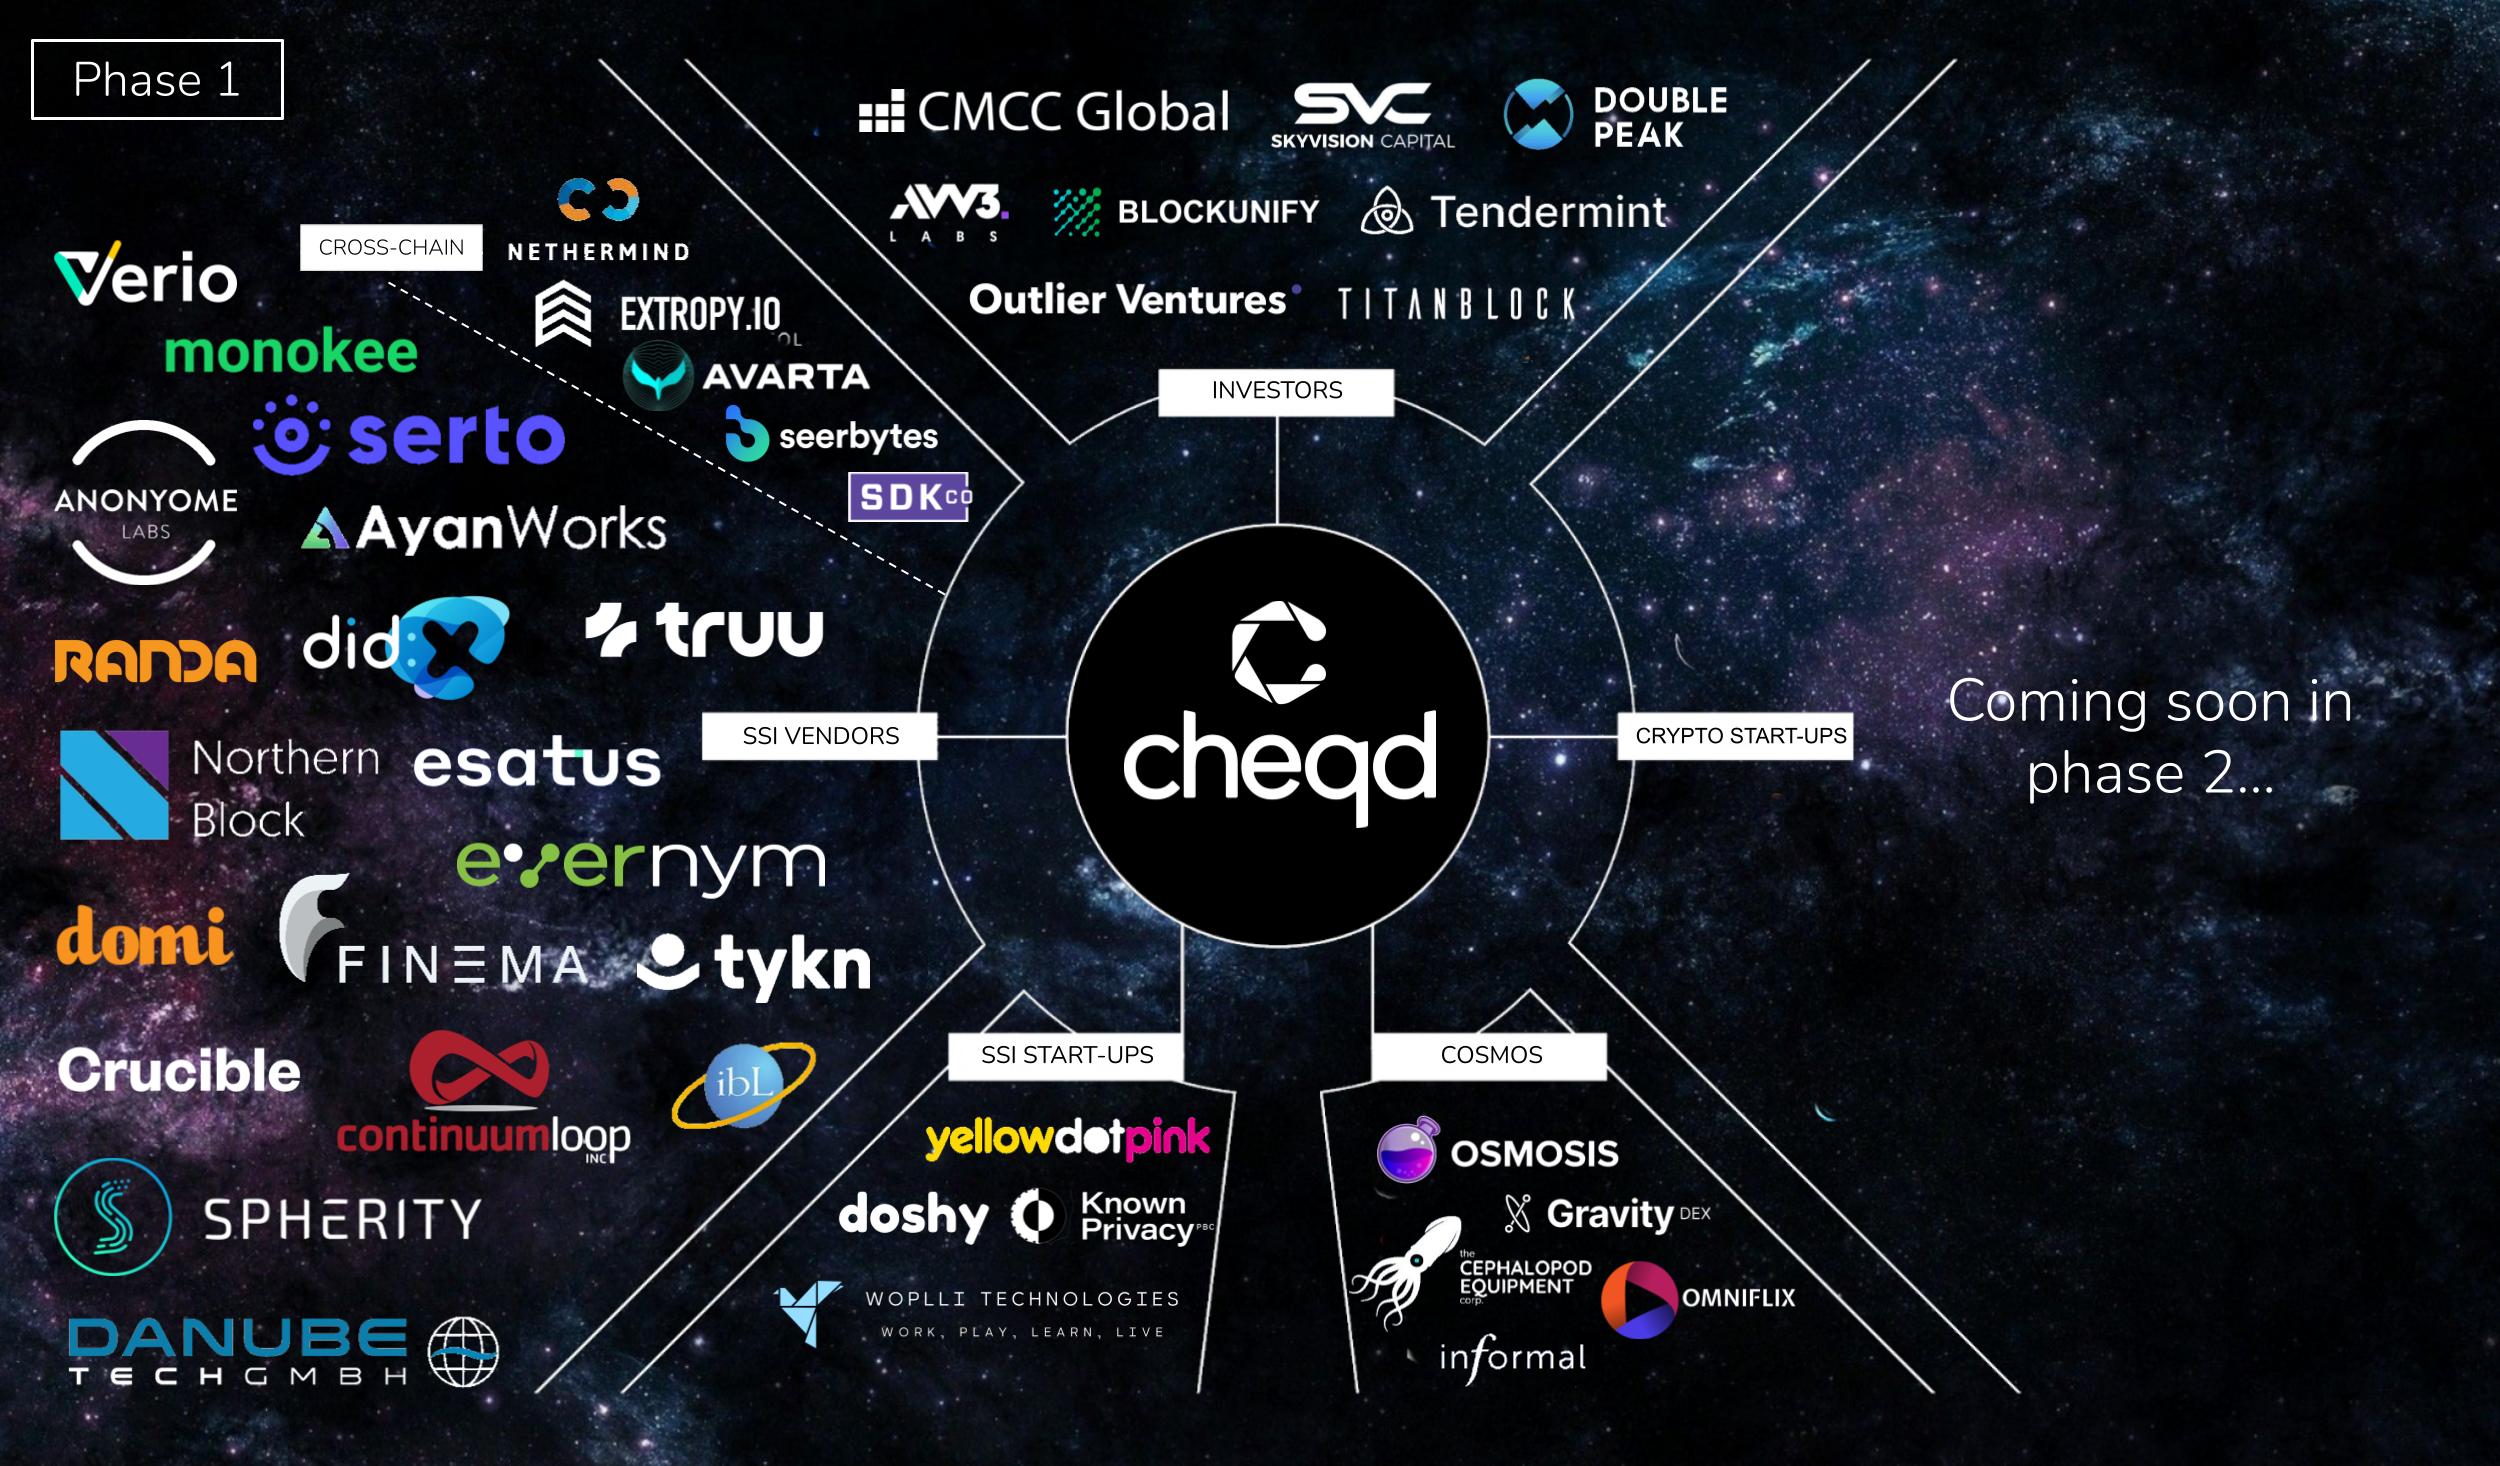 Phase 1
CMCC Global
SVC
SKYVISION CAPITAL
DOUBLE
PEAK
AW3.
LABS
BLOCKUNIFY
Tendermint
Outlier Ventures
TITANBLOCK
INVESTORS
CROSS-CHAIN
NETHERMIND
EXTROPY.IO
OL
AVARTA
seerbytes
SDKCO
Verio
monokee
serto
ANONYOME
LABS
AyanWorks
RANDA
didx
truu
SSI VENDORS
Northern
Block
esatus
evernym
domi
FINEMA
tykn
Crucible
continuumloop
INC
ibL
SPHERITY
DANUBE
TECHGMBH
cheqd
CRYPTO START-UPS
Coming soon in
phase 2...
SSI START-UPS
yellowdotpink
doshy
Known
Privacy PBC
WOPLLI TECHNOLOGIES
WORK, PLAY, LEARN, LIVE
COSMOS
OSMOSIS
Gravity DEX
the
CEPHALOPOD
EQUIPMENT
corp.
OMNIFLIX
informal